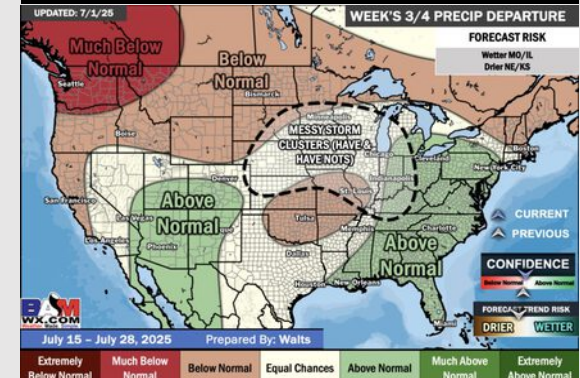 UPDATED: 7/1/25
WEEK'S 3/4 PRECIP DEPARTURE
FORECAST RISK
Wetter MO/IL
Drier NE/KS
Much Below
Normal
Below
Normal
Seattle
Bismarck
Minneapolis
MESSY STORM
CLUSTERS (HAVE &
HAVE NOTS)
Boise
Chicago
Cleveland
Boston
New York City
Indianapolis
Denver
St. Louis
San Francisco
Above
Normal
Las Vegas
Tulsa
Los Angeles
Phoenix
Memphis
Charlotte
Above
Normal
Dallas
Houston
New Orleans
Miami
CURRENT
PREVIOUS
CONFIDENCE
Below Normal
Above Normal
FORECAST TREND RISK
DRIER
WETTER
BAM
WX.COM
July 15 – July 28, 2025
Prepared By: Walts
Extremely
Below Normal
Much Below
Normal
Below Normal
Equal Chances
Above Normal
Much Above
Normal
Extremely
Above Normal